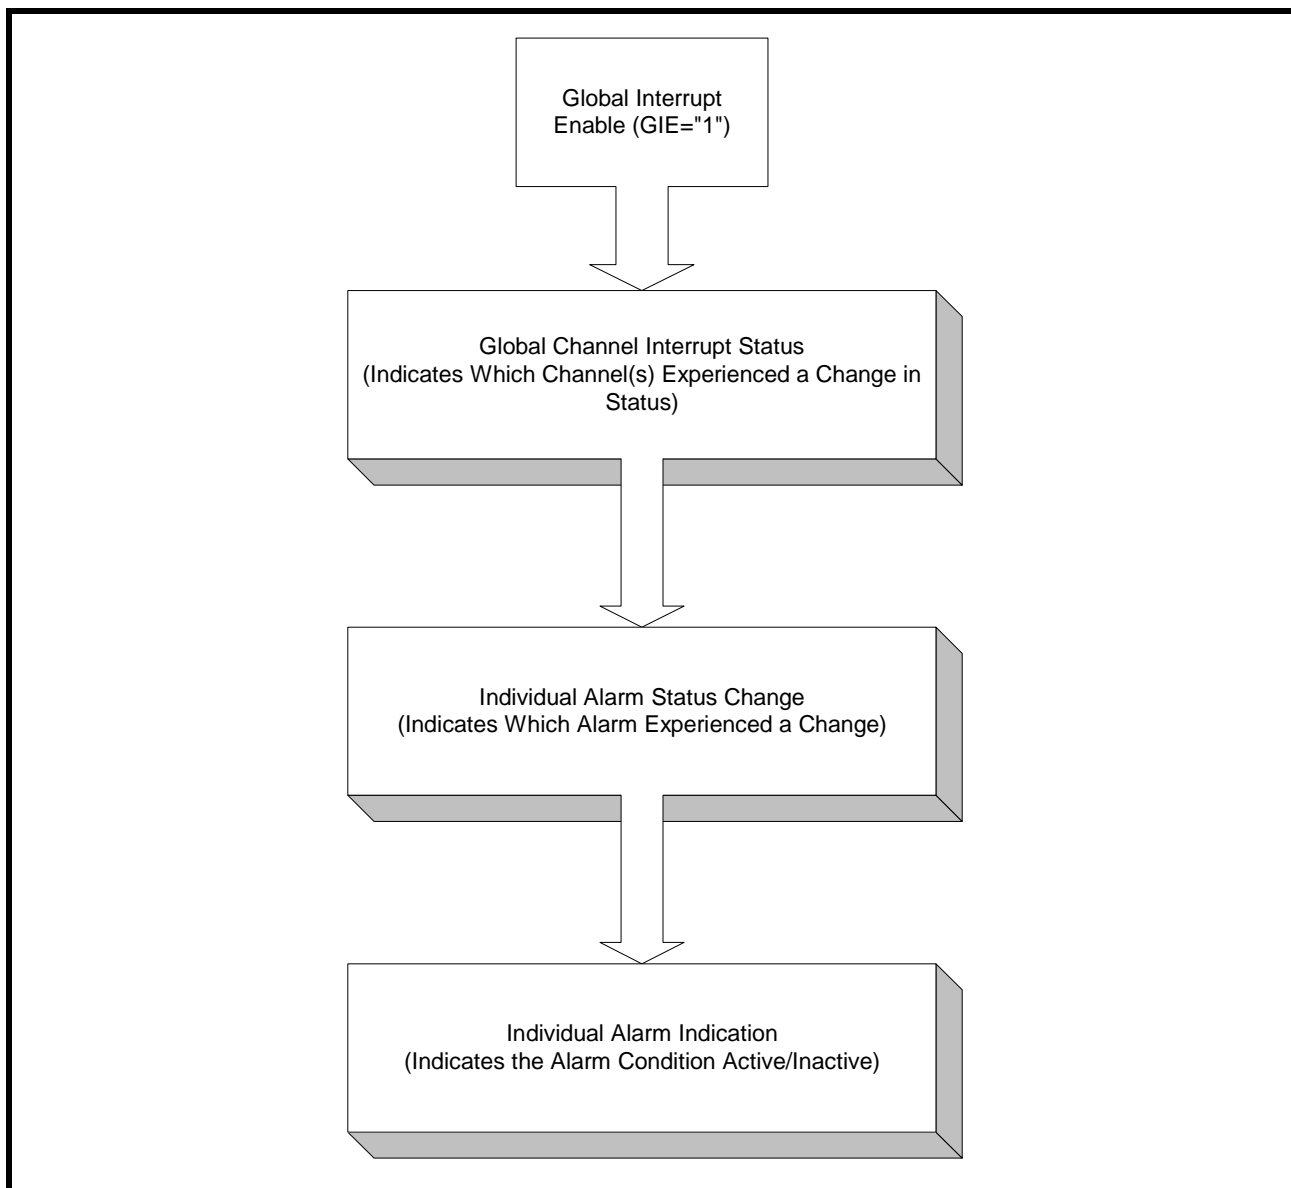 Global Interrupt
Enable (GIE="1")
Global Channel Interrupt Status
(Indicates Which Channel(s) Experienced a Change in
Status)
Individual Alarm Status Change
(Indicates Which Alarm Experienced a Change)
Individual Alarm Indication
(Indicates the Alarm Condition Active/Inactive)